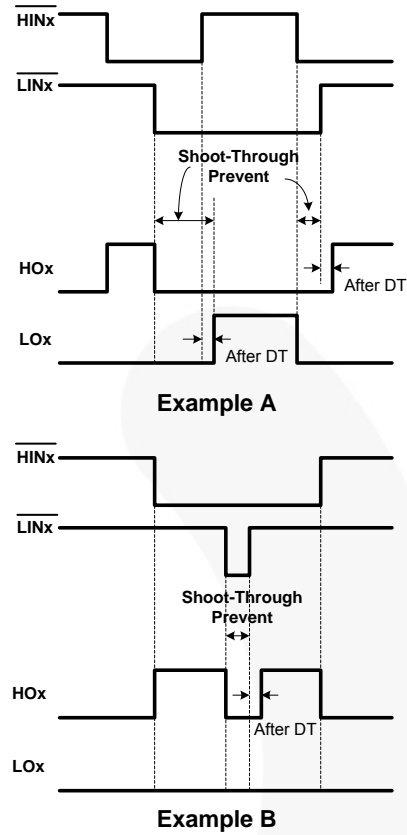 HINx
LINx
Shoot-Through
Prevent
HOx
After DT
LOx
After DT
Example A
HINx
LINx
Shoot-Through
Prevent
HOx
After DT
LOx
Example B